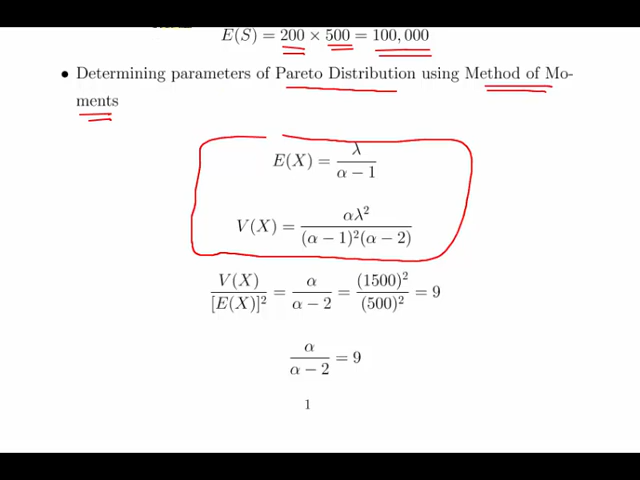 E(S) = 200 × 500 = 100,000
• Determining parameters of Pareto Distribution using Method of Mo-
ments
E(X) = λ / (α − 1)
V(X) = αλ² / ((α − 1)²(α − 2))
V(X) / [E(X)]² = α / (α − 2) = (1500)² / (500)² = 9
α / (α − 2) = 9
1